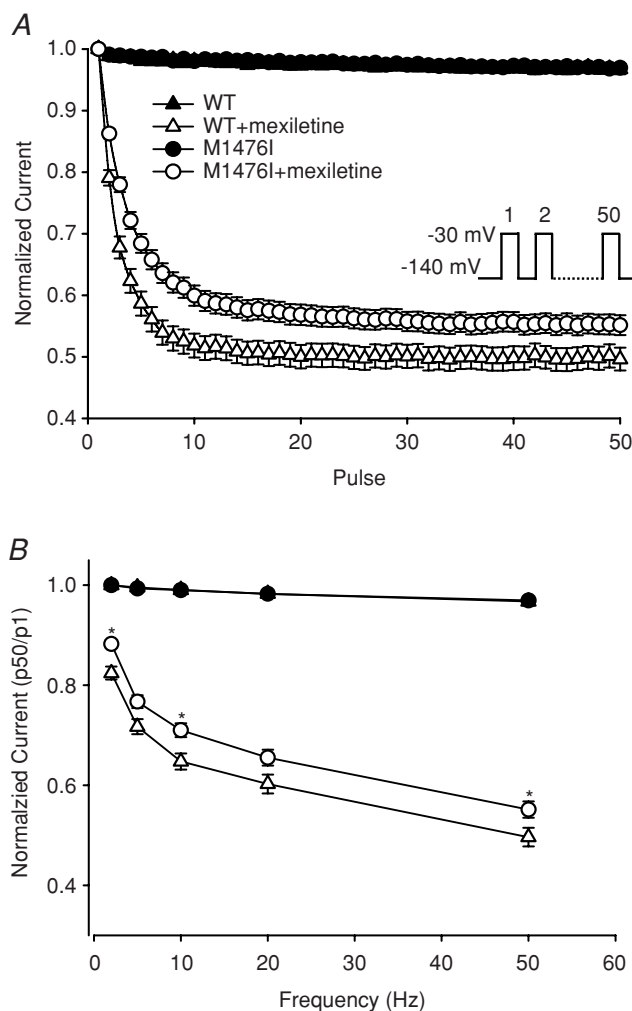 A
Normalized Current
1.0
0.9
0.8
0.7
0.6
0.5
0.4
WT
WT+mexiletine
M1476I
M1476I+mexiletine
1 2 50
-30 mV
-140 mV
0 10 20 30 40 50
Pulse
B
Normalzied Current (p50/p1)
1.0
0.8
0.6
0.4
*
*
*
0 10 20 30 40 50 60
Frequency (Hz)